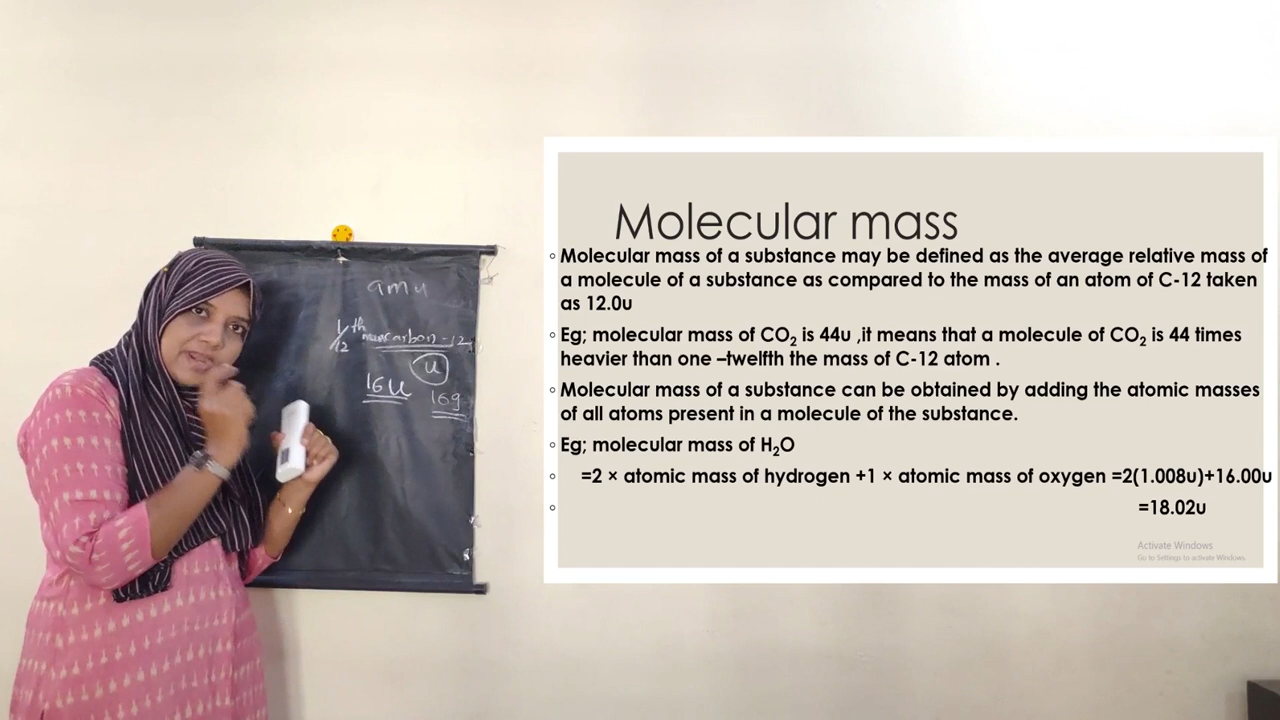 amu
1/12 th mass carbon-12
u
16u
16g
Molecular mass
◦ Molecular mass of a substance may be defined as the average relative mass of
a molecule of a substance as compared to the mass of an atom of C-12 taken
as 12.0u
◦ Eg; molecular mass of CO₂ is 44u ,it means that a molecule of CO₂ is 44 times
heavier than one –twelfth the mass of C-12 atom .
◦ Molecular mass of a substance can be obtained by adding the atomic masses
of all atoms present in a molecule of the substance.
◦ Eg; molecular mass of H₂O
◦ =2 × atomic mass of hydrogen +1 × atomic mass of oxygen =2(1.008u)+16.00u
◦ =18.02u
Activate Windows
Go to Settings to activate Windows.